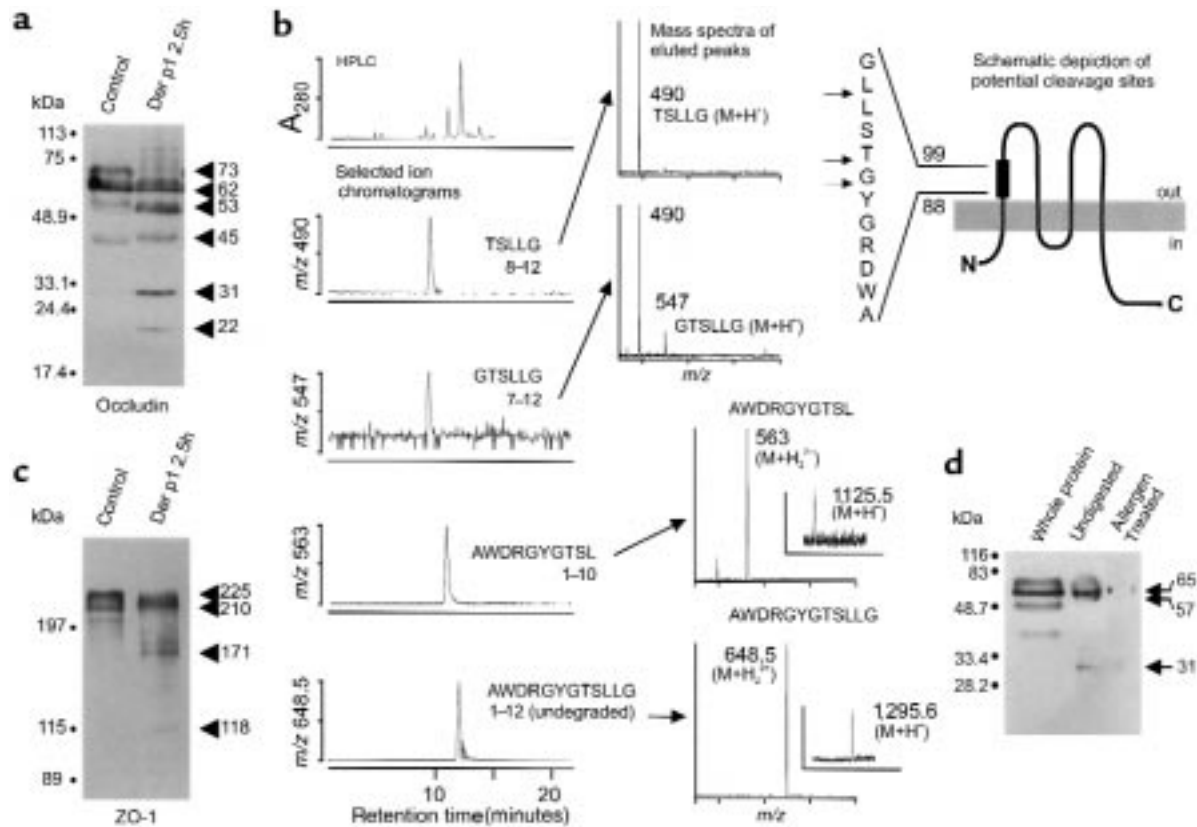 a
Control
Der p1 2.5h
kDa
113
75
48.9
33.1
24.4
17.4
73
62
53
45
31
22
Occludin
b
HPLC
A280
Selected ion
chromatograms
m/z 490
TSLLG
8–12
m/z 547
GTSLLG
7–12
m/z 563
AWDRGYGTSL
1–10
m/z 648.5
AWDRGYGTSLLG
1–12 (undegraded)
10
20
Retention time(minutes)
Mass spectra of
eluted peaks
490
TSLLG (M+H+)
490
547
GTSLLG (M+H+)
m/z
AWDRGYGTSL
563
(M+H22+)
1,125.5
(M+H+)
AWDRGYGTSLLG
648.5
(M+H22+)
1,295.6
(M+H+)
m/z
G
L
L
S
T
G
Y
G
R
D
W
A
Schematic depiction of
potential cleavage sites
99
88
out
in
N
C
c
Control
Der p1 2.5h
kDa
197
115
89
225
210
171
118
ZO-1
d
Whole protein
Undigested
Allergen
Treated
kDa
116
83
48.7
33.4
28.2
65
57
31